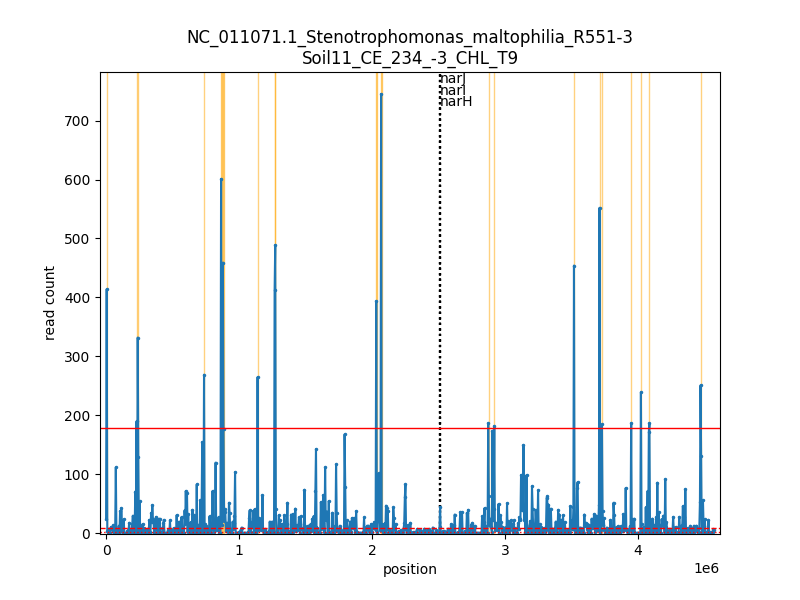 NC_011071.1_Stenotrophomonas_maltophilia_R551-3
Soil11_CE_234_-3_CHL_T9
narJ
narI
narH
700
600
500
400
300
200
100
0
read count
0 1 2 3 4
1e6
position